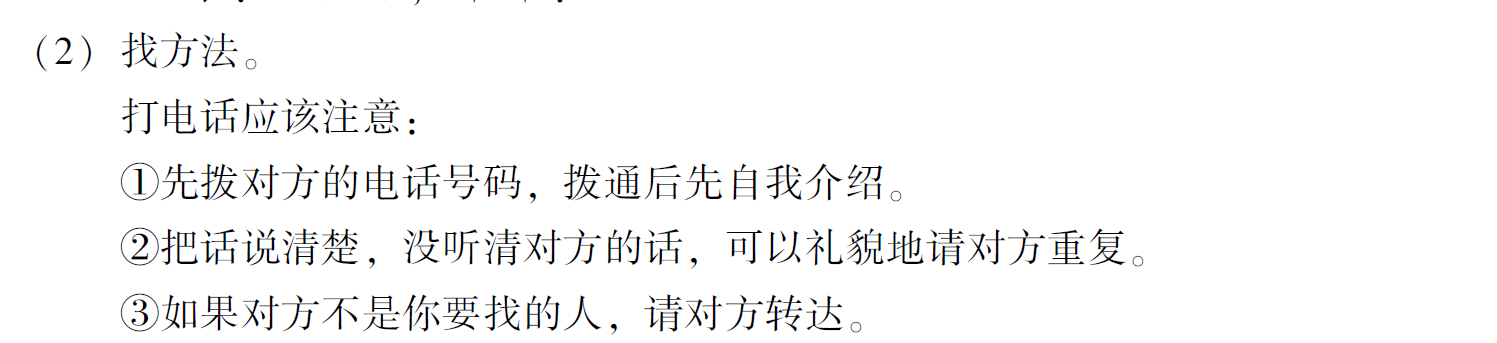 (2) 找方法。
打电话应该注意：
①先拨对方的电话号码，拨通后先自我介绍。
②把话说清楚，没听清对方的话，可以礼貌地请对方重复。
③如果对方不是你要找的人，请对方转达。